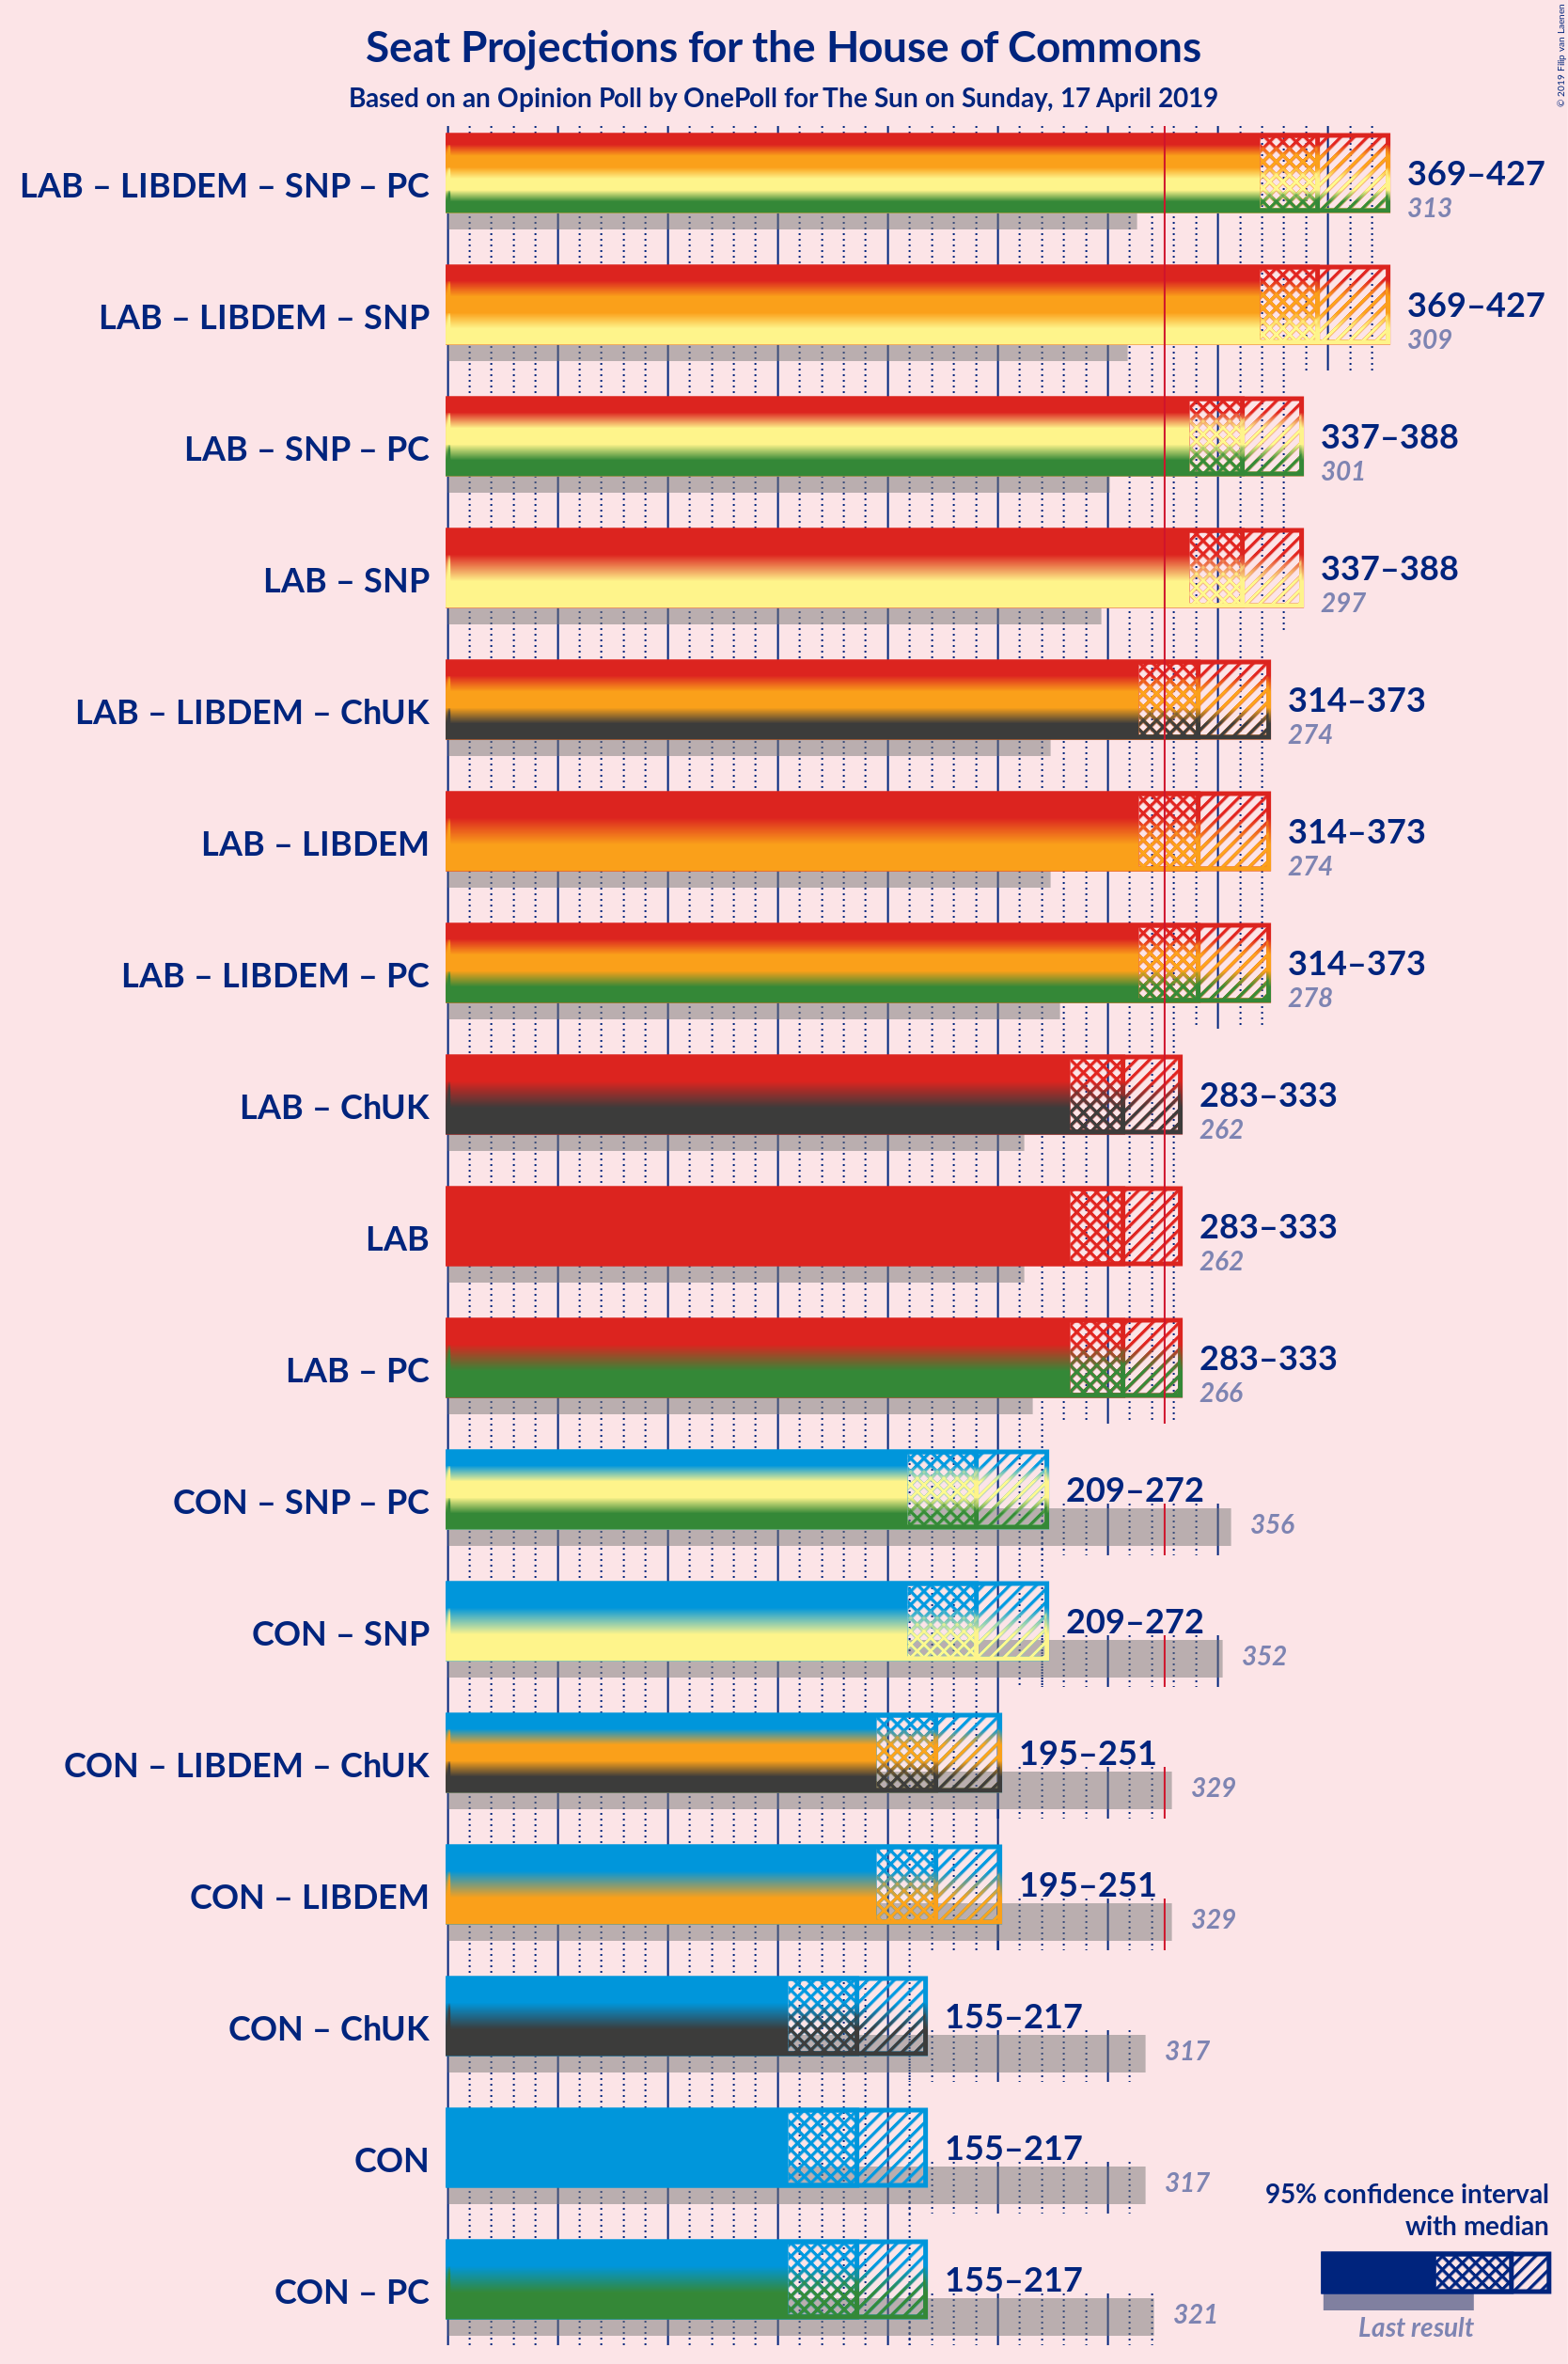 © 2019 Filip van Laenen
Seat Projections for the House of Commons
Based on an Opinion Poll by OnePoll for The Sun on Sunday, 17 April 2019
LAB – LIBDEM – SNP – PC
369–427
313
LAB – LIBDEM – SNP
369–427
309
LAB – SNP – PC
337–388
301
LAB – SNP
337–388
297
LAB – LIBDEM – ChUK
314–373
274
LAB – LIBDEM
314–373
274
LAB – LIBDEM – PC
314–373
278
LAB – ChUK
283–333
262
LAB
283–333
262
LAB – PC
283–333
266
CON – SNP – PC
209–272
356
CON – SNP
209–272
352
CON – LIBDEM – ChUK
195–251
329
CON – LIBDEM
195–251
329
CON – ChUK
155–217
317
CON
155–217
317
CON – PC
155–217
321
95% confidence interval
with median
Last result